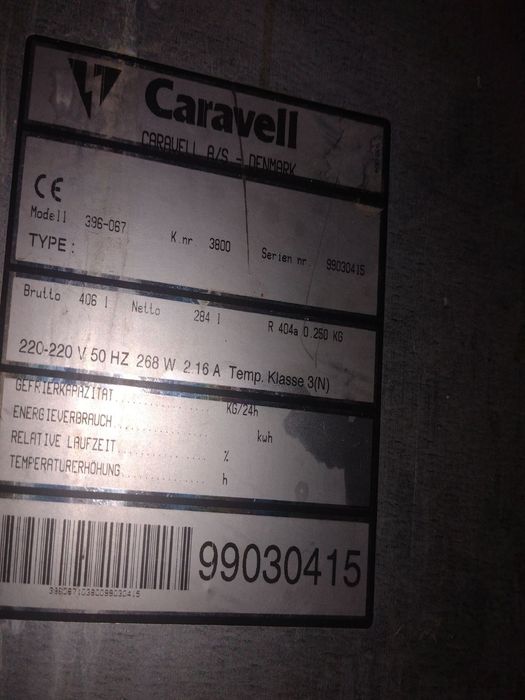 Caravell
CARAVELL A/S - DENMARK
CE
Modell 396-067 K.nr 3800 Serien nr 99030415
TYPE:
Brutto 406 l Netto 284 l R 404a 0.250 KG
220-220 V 50 HZ 268 W 2.16 A Temp. Klasse 3(N)
GEFRIERKAPAZITAT.................. KG/24h
ENERGIEVERBRAUCH.................. kwh
RELATIVE LAUFZEIT.................. %
TEMPERATURERHÖHUNG.................. h
99030415